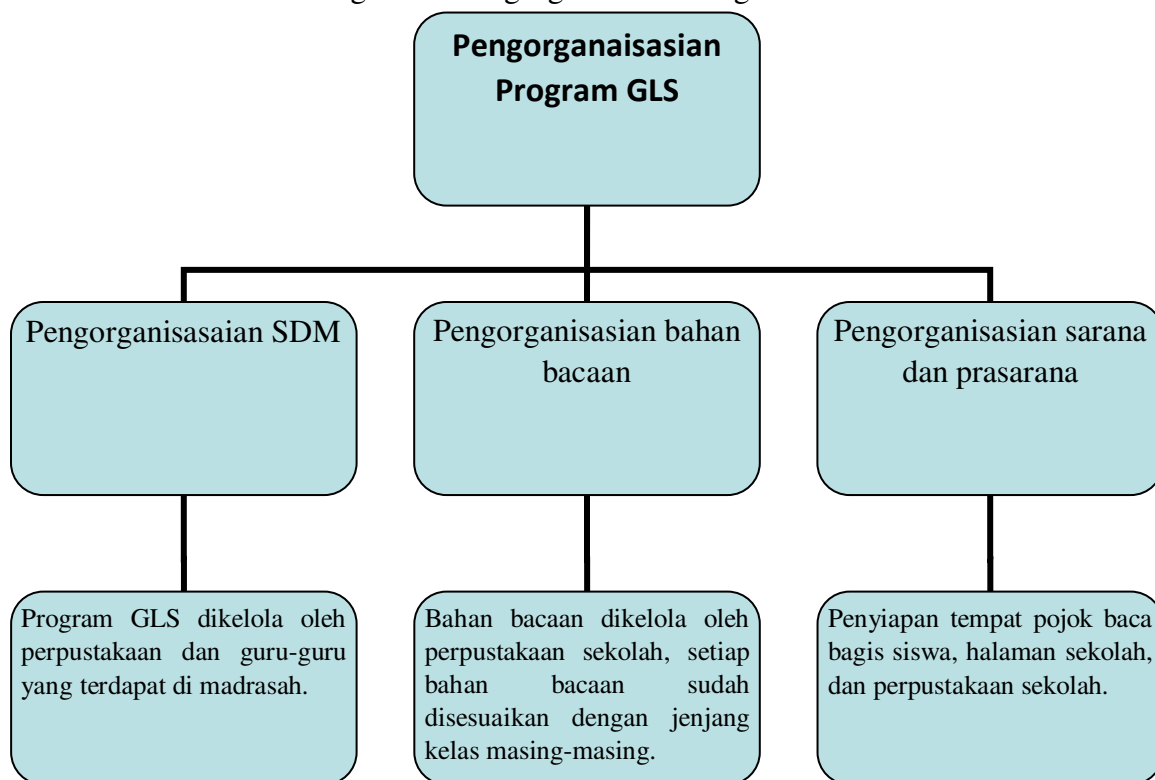 Pengorganaisasian
Program GLS
Pengorganisasaian SDM
Pengorganisasian bahan
bacaan
Pengorganisasian sarana
dan prasarana
Program GLS dikelola oleh
perpustakaan dan guru-guru
yang terdapat di madrasah.
Bahan bacaan dikelola oleh
perpustakaan sekolah, setiap
bahan bacaan sudah
disesuaikan dengan jenjang
kelas masing-masing.
Penyiapan tempat pojok baca
bagis siswa, halaman sekolah,
dan perpustakaan sekolah.